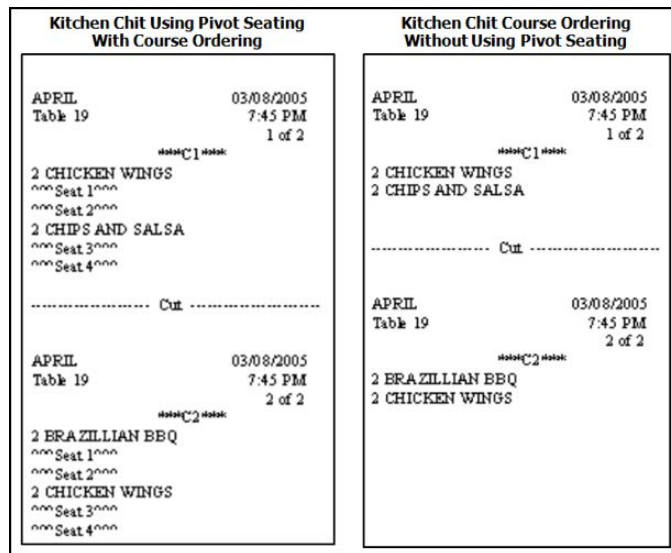 Kitchen Chit Using Pivot Seating
With Course Ordering
APRIL 03/08/2005
Table 19 7:45 PM
1 of 2
****C1****
2 CHICKEN WINGS
^^^Seat 1^^^
^^^Seat 2^^^
2 CHIPS AND SALSA
^^^Seat 3^^^
^^^Seat 4^^^
-------------------- Cut ----------------------
APRIL 03/08/2005
Table 19 7:45 PM
2 of 2
****C2****
2 BRAZILLIAN BBQ
^^^Seat 1^^^
^^^Seat 2^^^
2 CHICKEN WINGS
^^^Seat 3^^^
^^^Seat 4^^^
Kitchen Chit Course Ordering
Without Using Pivot Seating
APRIL 03/08/2005
Table 19 7:45 PM
1 of 2
****C1****
2 CHICKEN WINGS
2 CHIPS AND SALSA
-------------------- Cut ----------------------
APRIL 03/08/2005
Table 19 7:45 PM
2 of 2
****C2****
2 BRAZILLIAN BBQ
2 CHICKEN WINGS